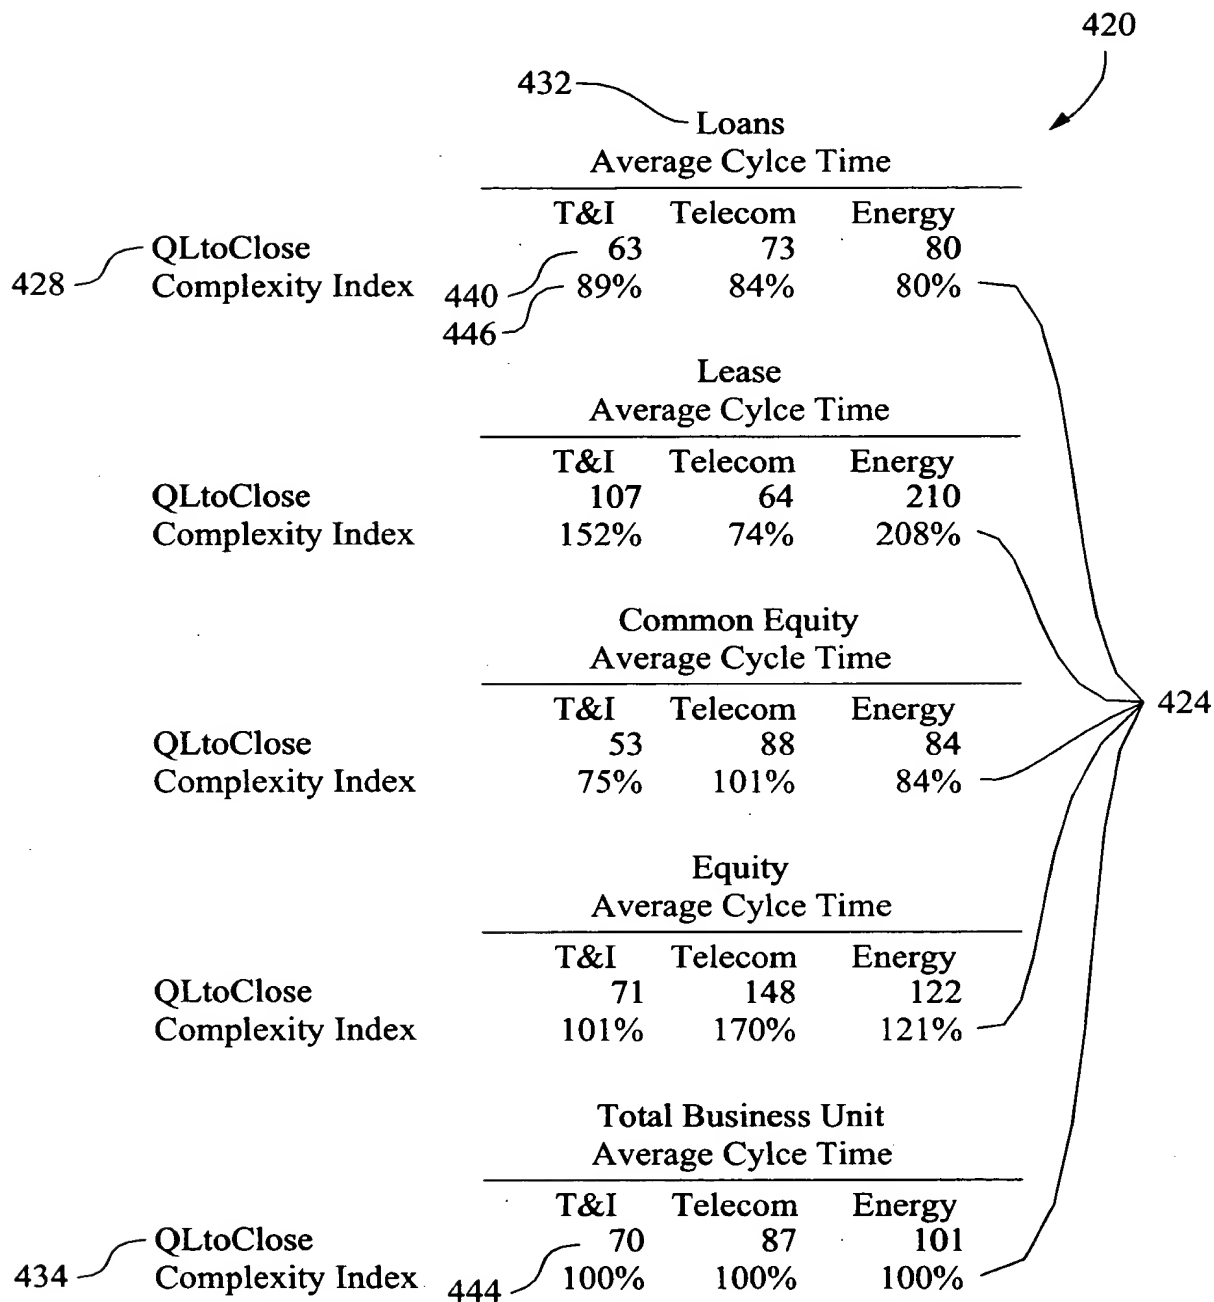 420
432
Loans
Average Cylce Time
T&I Telecom Energy
QLtoClose 63 73 80
428 Complexity Index 440 89% 84% 80%
446
Lease
Average Cylce Time
T&I Telecom Energy
QLtoClose 107 64 210
Complexity Index 152% 74% 208%
Common Equity
Average Cycle Time
424
T&I Telecom Energy
QLtoClose 53 88 84
Complexity Index 75% 101% 84%
Equity
Average Cylce Time
T&I Telecom Energy
QLtoClose 71 148 122
Complexity Index 101% 170% 121%
Total Business Unit
Average Cylce Time
T&I Telecom Energy
QLtoClose 70 87 101
434 Complexity Index 444 100% 100% 100%